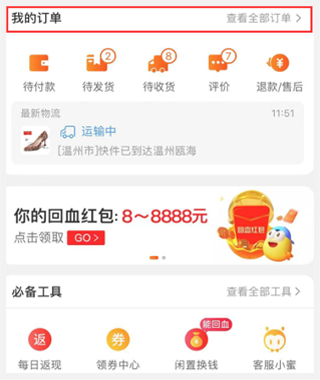 我的订单 查看全部订单 >
2 8 7
待付款 待发货 待收货 评价 退款/售后
最新物流 11:51
运输中
[温州市]快件已到达温州瓯海
你的回血红包: 8～8888元
点击领取 GO >
回血红包
必备工具 查看全部工具 >
能回血
返 券
每日返现 领券中心 闲置换钱 客服小蜜